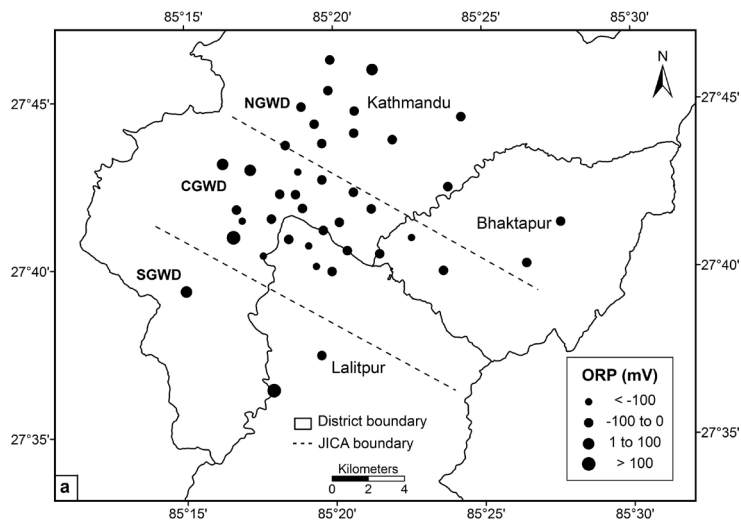 85°15' 85°20' 85°25' 85°30'
N
27°45' NGWD Kathmandu 27°45'
CGWD
Bhaktapur
27°40' SGWD 27°40'
Lalitpur
ORP (mV)
< -100
-100 to 0
1 to 100
> 100
District boundary
JICA boundary
27°35' 27°35'
Kilometers
0 2 4
a
85°15' 85°20' 85°25' 85°30'